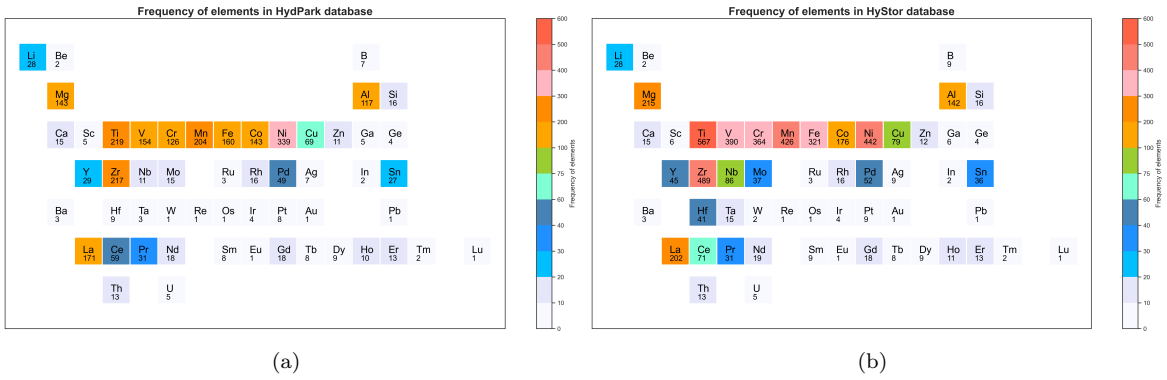 Frequency of elements in HydPark database
Li Be B
28 2 7
Mg Al Si
143 117 16
Ca Sc Ti V Cr Mn Fe Co Ni Cu Zn Ga Ge
15 5 219 154 126 204 160 143 339 69 11 5 4
Y Zr Nb Mo Ru Rh Pd Ag In Sn
29 217 11 15 3 16 49 7 2 27
Ba Hf Ta W Re Os Ir Pt Au Pb
3 9 3 1 1 1 4 8 1 1
La Ce Pr Nd Sm Eu Gd Tb Dy Ho Er Tm Lu
171 59 31 18 8 1 18 8 9 10 13 2 1
Th U
13 5
600
500
400
300
200
100
60
50
40
30
20
10
0
Frequency of elements
(a)
Frequency of elements in HyStor database
Li Be B
28 2 9
Mg Al Si
215 142 16
Ca Sc Ti V Cr Mn Fe Co Ni Cu Zn Ga Ge
15 6 567 390 364 426 321 176 442 79 12 6 4
Y Zr Nb Mo Ru Rh Pd Ag In Sn
45 489 86 37 3 16 52 9 2 36
Ba Hf Ta W Re Os Ir Pt Au Pb
3 41 15 2 1 1 4 9 1 1
La Ce Pr Nd Sm Eu Gd Tb Dy Ho Er Tm Lu
202 71 31 19 9 1 18 8 9 11 13 2 1
Th U
13 5
600
500
400
300
200
100
60
50
40
30
20
10
0
Frequency of elements
(b)